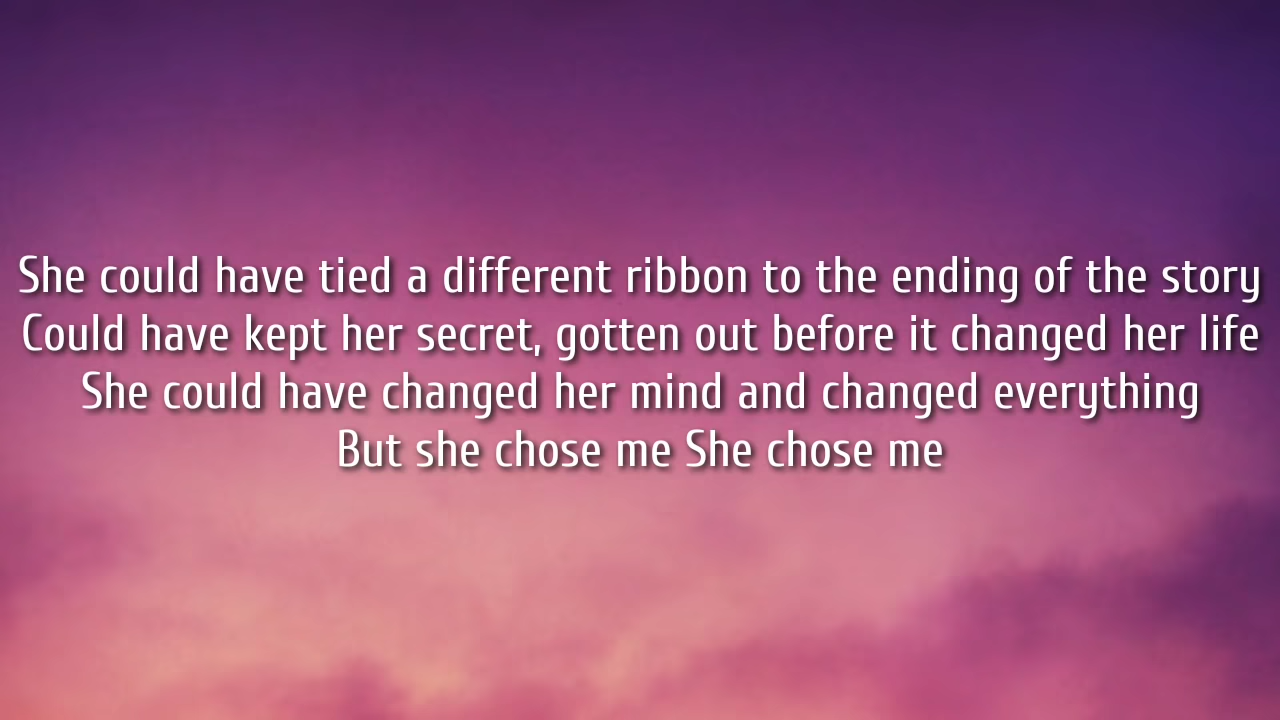 She could have tied a different ribbon to the ending of the story
Could have kept her secret, gotten out before it changed her life
She could have changed her mind and changed everything
But she chose me She chose me